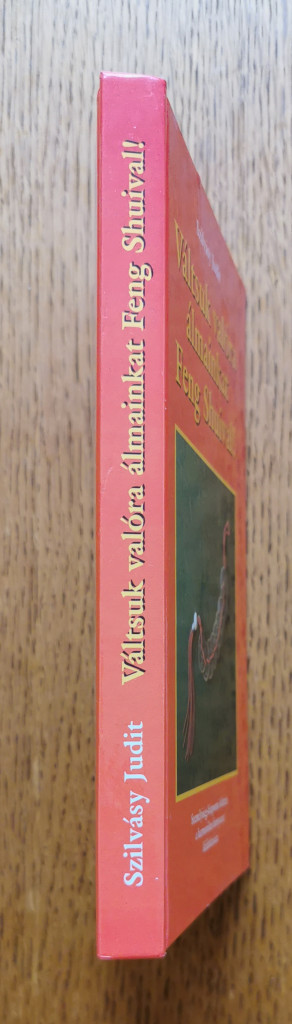 Szilvásy Judit Váltsuk valóra álmainkat Feng Shuival!
Váltsuk valóra
álmainkat
Feng Shuival!